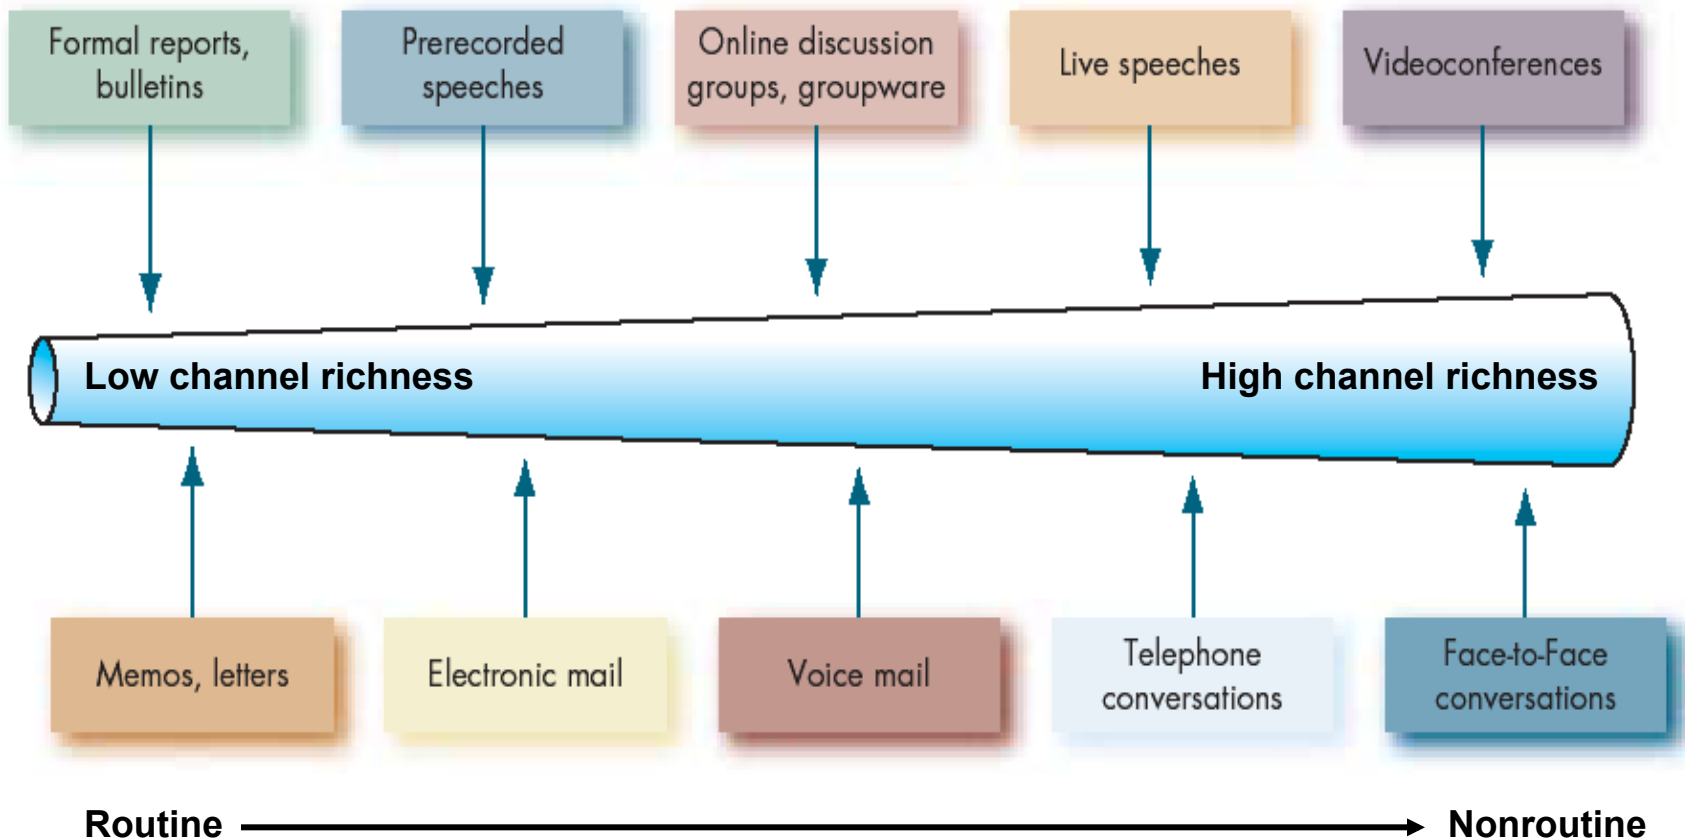 Formal reports,
bulletins
Prerecorded
speeches
Online discussion
groups, groupware
Live speeches
Videoconferences
Low channel richness
High channel richness
Memos, letters
Electronic mail
Voice mail
Telephone
conversations
Face-to-Face
conversations
Routine
Nonroutine